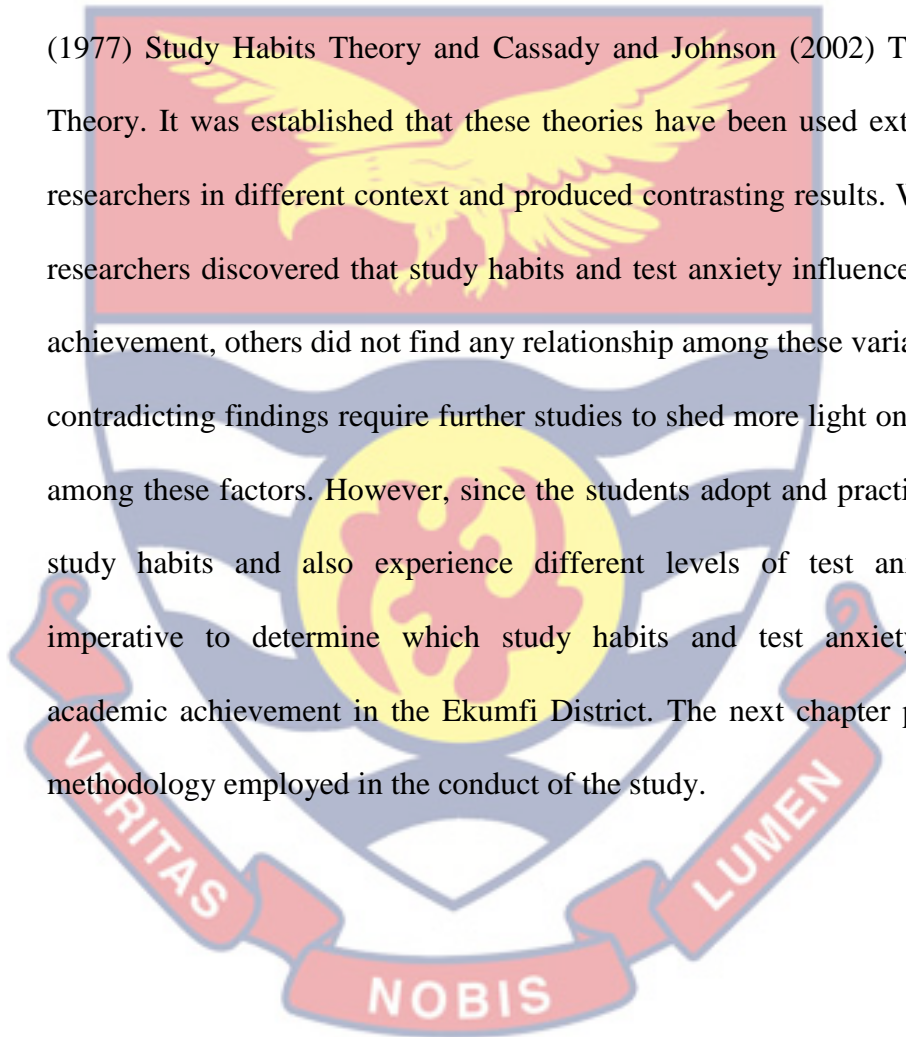 (1977) Study Habits Theory and Cassady and Johnson (2002) T
Theory. It was established that these theories have been used ext
researchers in different context and produced contrasting results. V
researchers discovered that study habits and test anxiety influence
achievement, others did not find any relationship among these varia
contradicting findings require further studies to shed more light on
among these factors. However, since the students adopt and practi
study habits and also experience different levels of test an
imperative to determine which study habits and test anxiety
academic achievement in the Ekumfi District. The next chapter p
methodology employed in the conduct of the study.
VERITAS
NOBIS
LUMEN